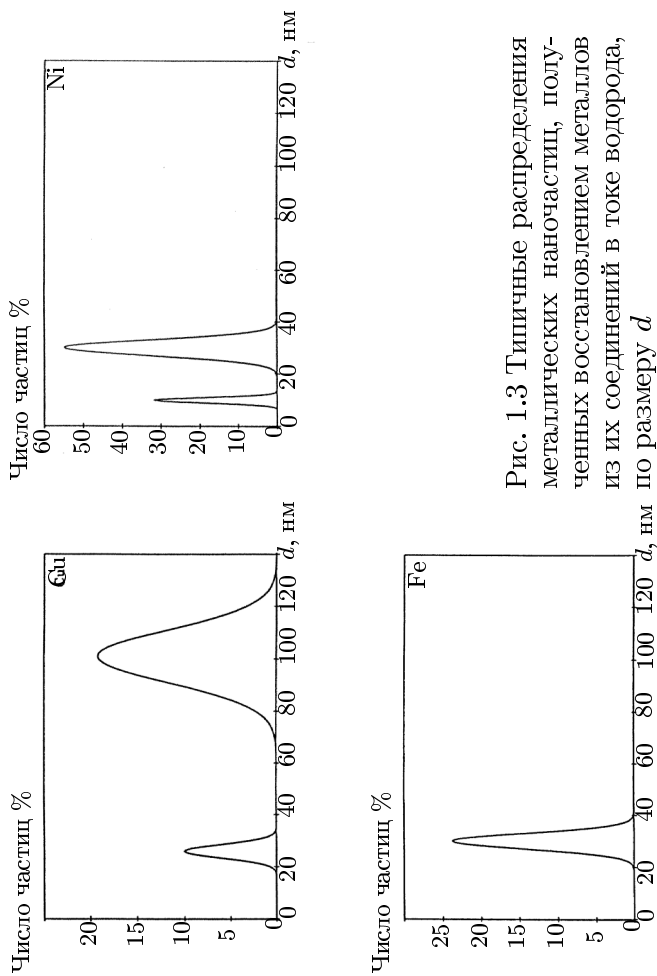 Число частиц %
Cu
20
15
10
5
0
0 20 40 60 80 100 120 d, нм
Число частиц %
Ni
60
50
40
30
20
10
0
0 20 40 60 80 100 120 d, нм
Число частиц %
Fe
25
20
15
10
5
0
0 20 40 60 80 100 120 d, нм
Рис. 1.3 Типичные распределения
металлических наночастиц, полу-
ченных восстановлением металлов
из их соединений в токе водорода,
по размеру d